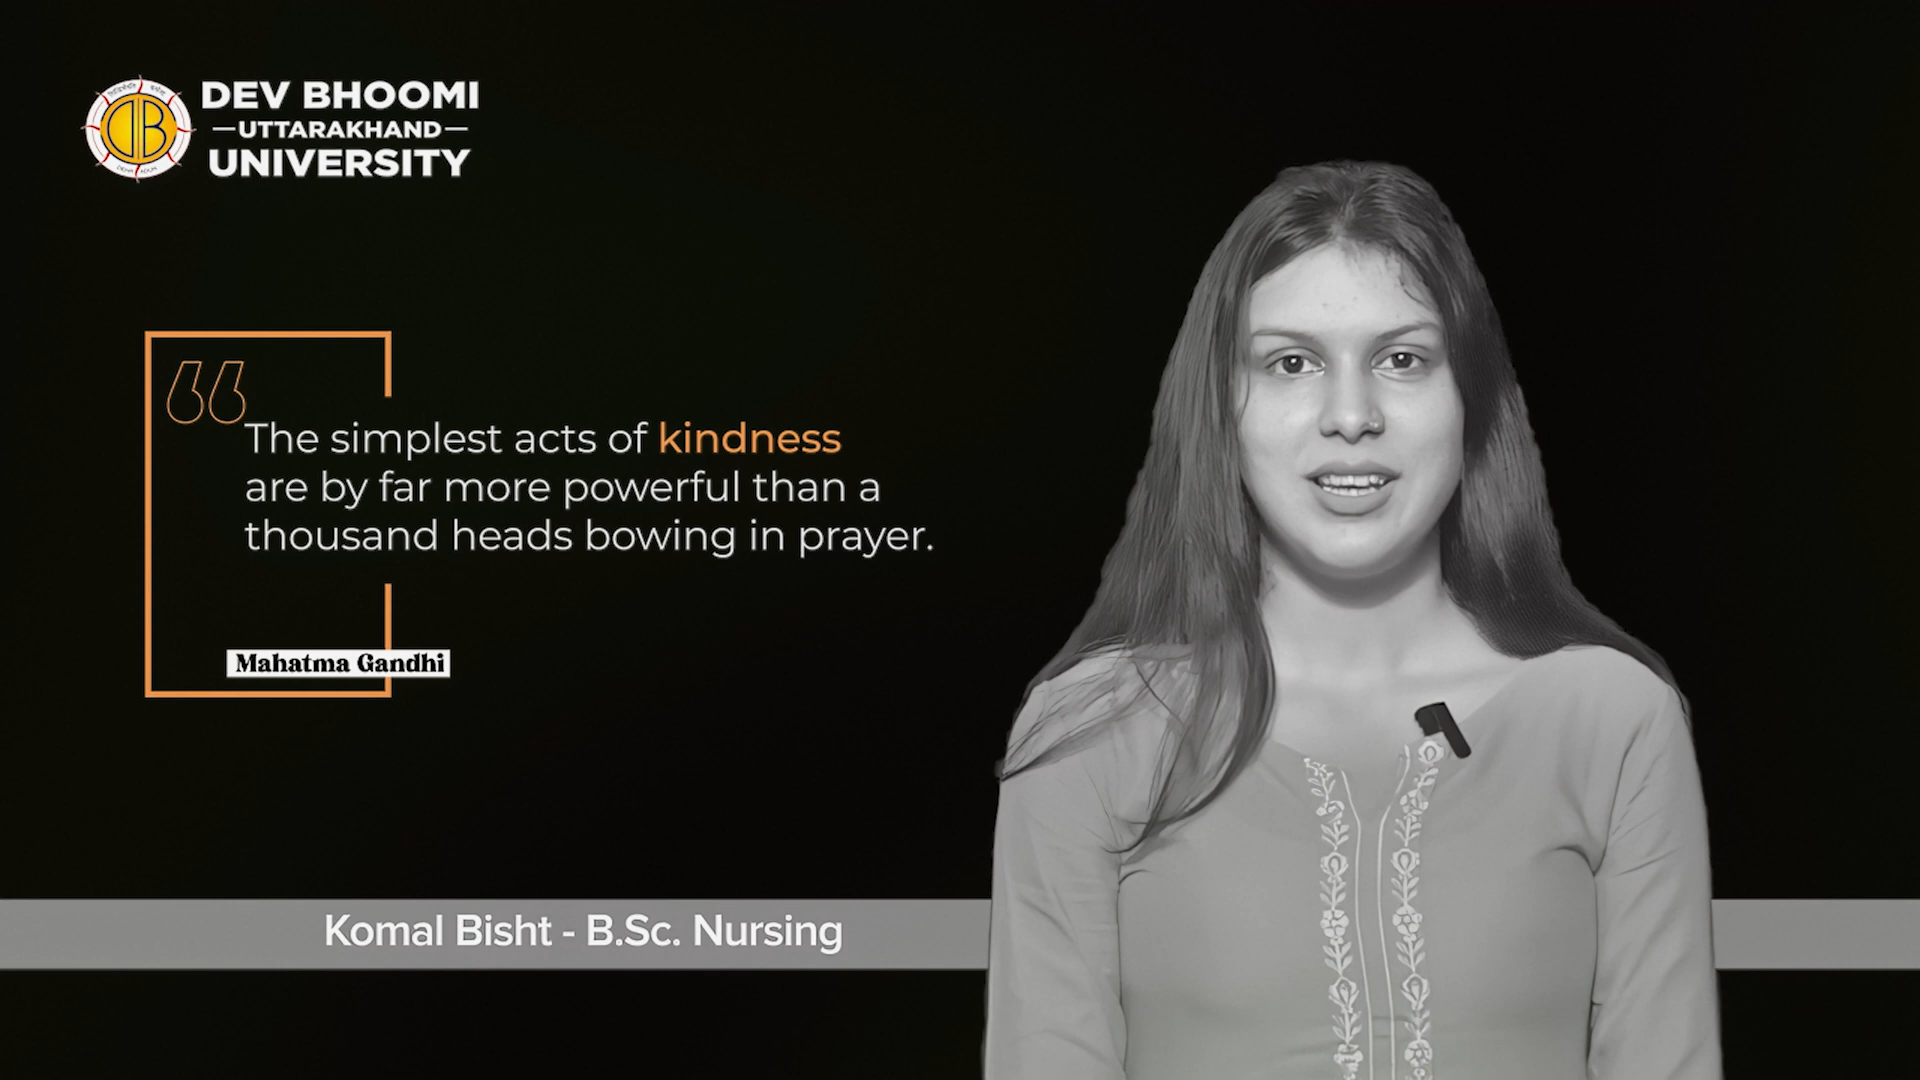 DEV BHOOMI
UTTARAKHAND
UNIVERSITY
“
The simplest acts of kindness
are by far more powerful than a
thousand heads bowing in prayer.
Mahatma Gandhi
Komal Bisht - B.Sc. Nursing